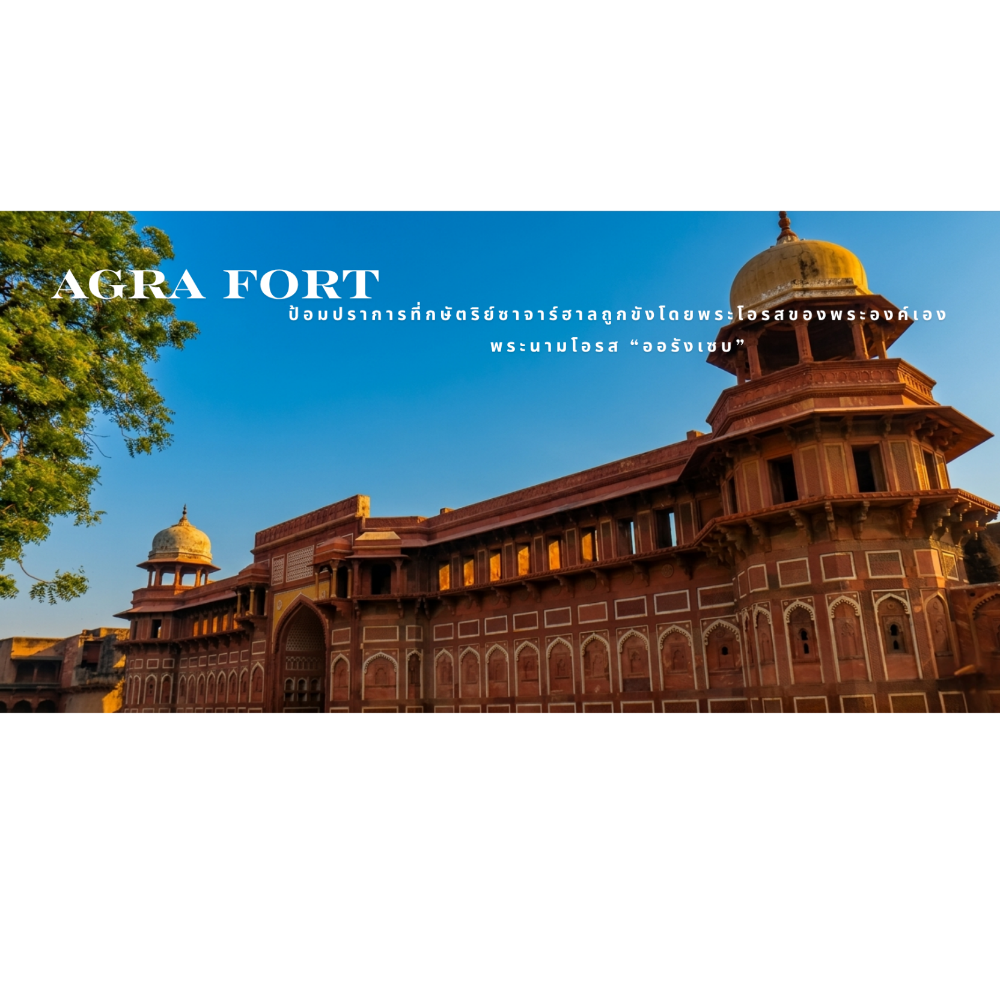 AGRA FORT
ป้อมปราการที่กษัตริย์ซาจาร์ฮาลถูกขังโดยพระโอรสของพระองค์เอง
พระนามโอรส “ออรังเซบ”